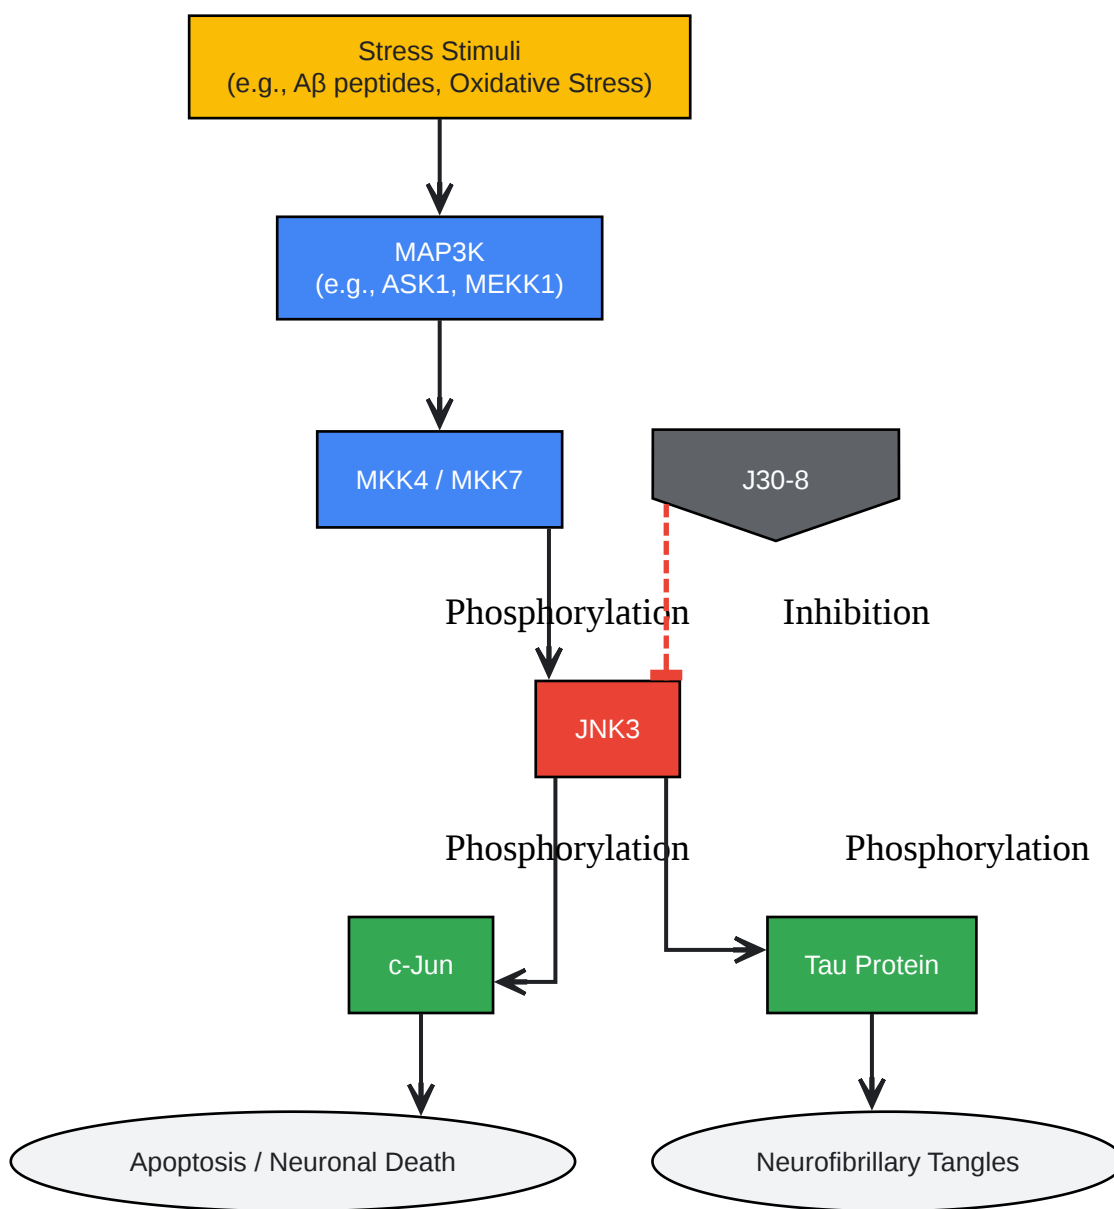 Stress Stimuli
(e.g., Aβ peptides, Oxidative Stress)
MAP3K
(e.g., ASK1, MEKK1)
MKK4 / MKK7
J30-8
Phosphorylation
Inhibition
JNK3
Phosphorylation
Phosphorylation
c-Jun
Tau Protein
Apoptosis / Neuronal Death
Neurofibrillary Tangles